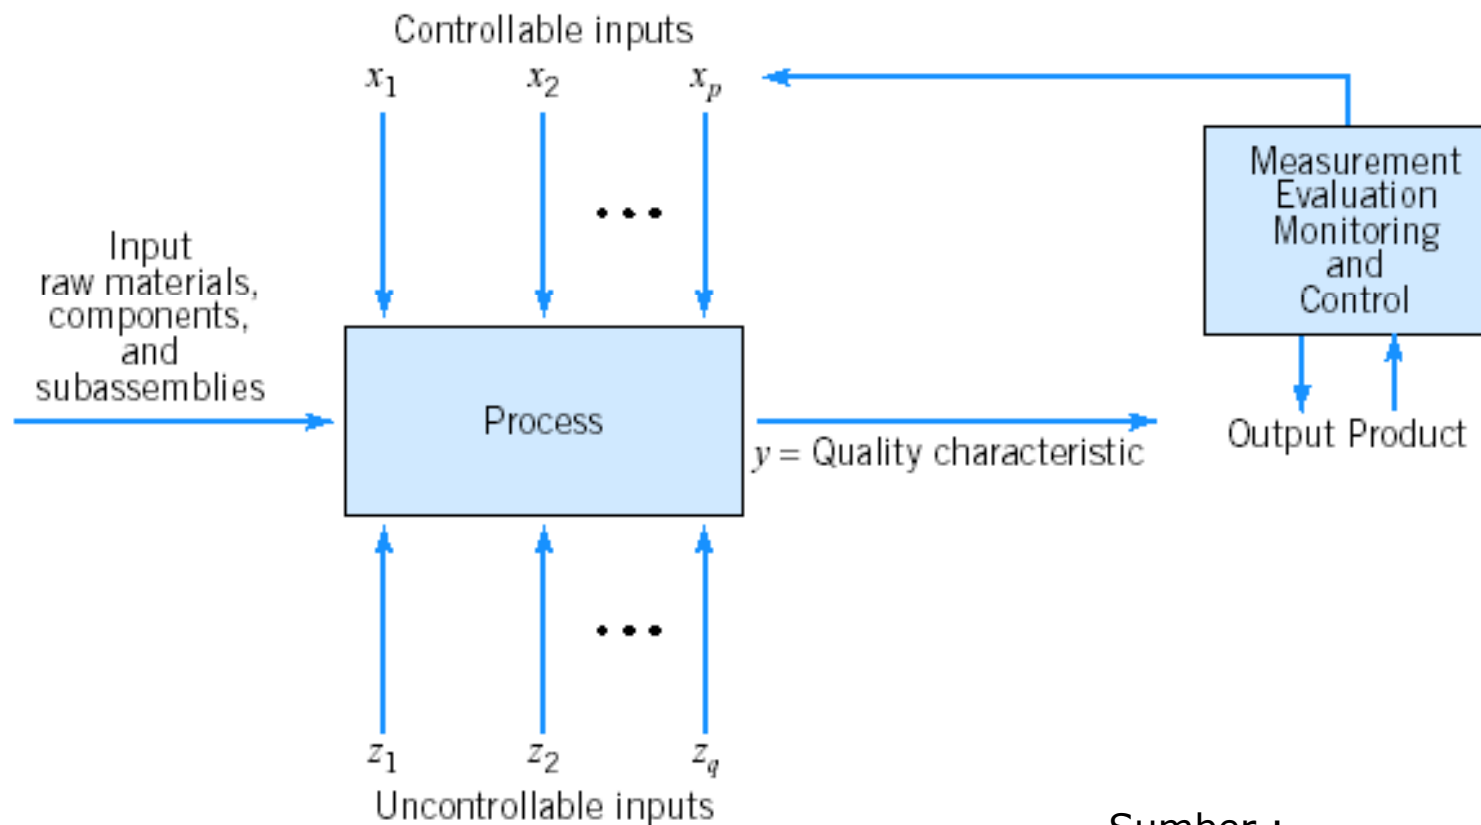 Controllable inputs
x1 x2 xp
Measurement
Evaluation
Monitoring
and
Control
Input
raw materials,
components,
and
subassemblies
Process
y = Quality characteristic
Output Product
z1 z2 zq
Uncontrollable inputs
Sumber :